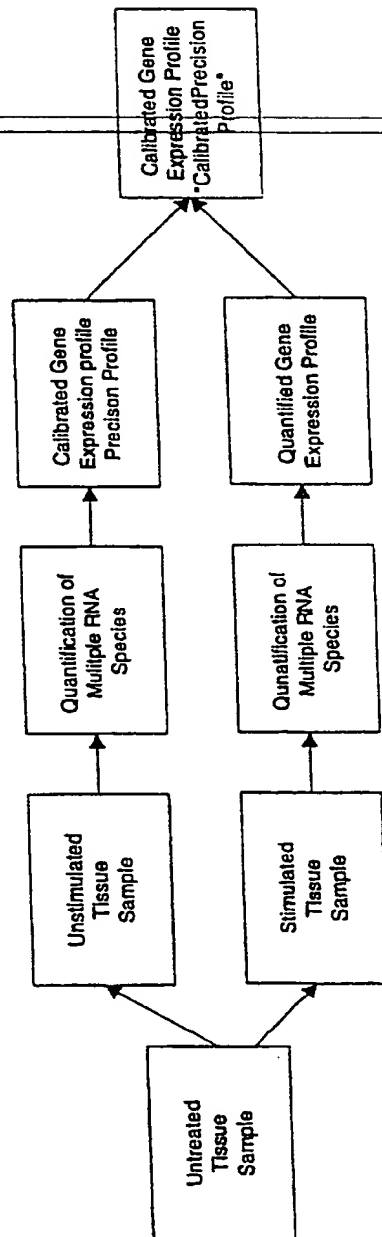 Untreated
Tissue
Sample
Unstimulated
Tissue
Sample
Quantification of
Mulitple RNA
Species
Calibrated Gene
Expression profile
Precison Profile
Stimulated
Tissue
Sample
Qunatification of
Multiple RNA
Species
Quantified Gene
Expression Profile
Calibrated Gene
Expression Profile
"CalibratedPrecision
Profile"